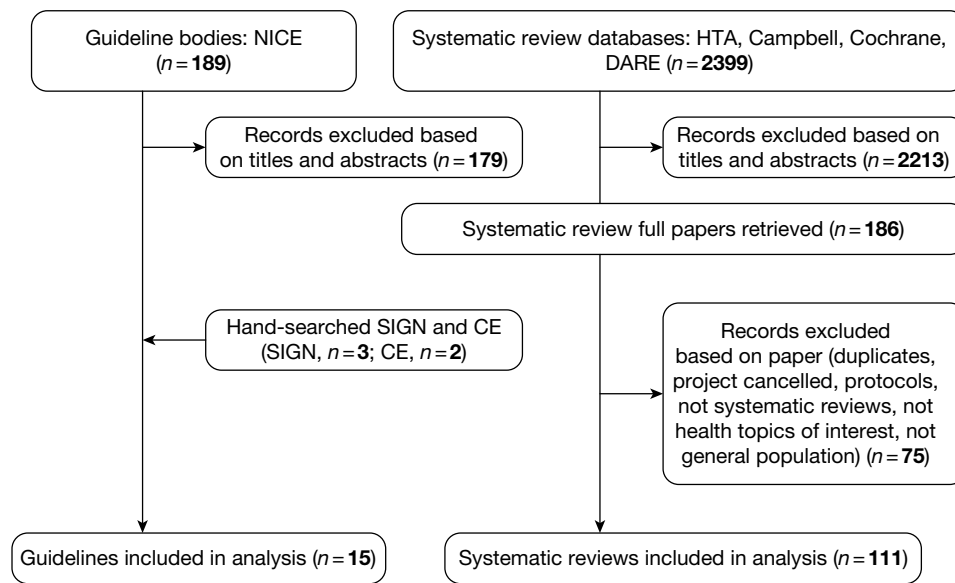 Guideline bodies: NICE
(n = 189)
Systematic review databases: HTA, Campbell, Cochrane,
DARE (n = 2399)
Records excluded based
on titles and abstracts (n = 179)
Records excluded based on
titles and abstracts (n = 2213)
Systematic review full papers retrieved (n = 186)
Hand-searched SIGN and CE
(SIGN, n = 3; CE, n = 2)
Records excluded
based on paper (duplicates,
project cancelled, protocols,
not systematic reviews, not
health topics of interest, not
general population) (n = 75)
Guidelines included in analysis (n = 15)
Systematic reviews included in analysis (n = 111)